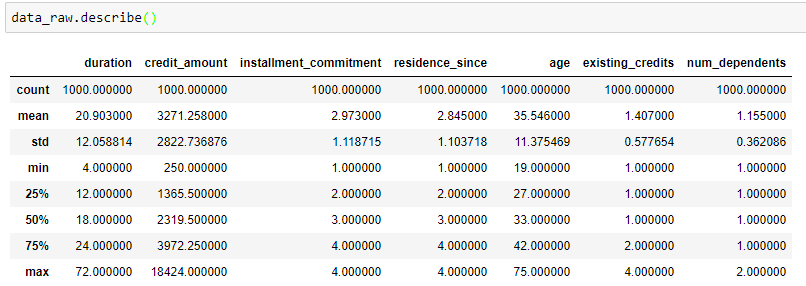 data_raw.describe()
duration credit_amount installment_commitment residence_since age existing_credits num_dependents
count 1000.000000 1000.000000 1000.000000 1000.000000 1000.000000 1000.000000 1000.000000
mean 20.903000 3271.258000 2.973000 2.845000 35.546000 1.407000 1.155000
std 12.058814 2822.736876 1.118715 1.103718 11.375469 0.577654 0.362086
min 4.000000 250.000000 1.000000 1.000000 19.000000 1.000000 1.000000
25% 12.000000 1365.500000 2.000000 2.000000 27.000000 1.000000 1.000000
50% 18.000000 2319.500000 3.000000 3.000000 33.000000 1.000000 1.000000
75% 24.000000 3972.250000 4.000000 4.000000 42.000000 2.000000 1.000000
max 72.000000 18424.000000 4.000000 4.000000 75.000000 4.000000 2.000000